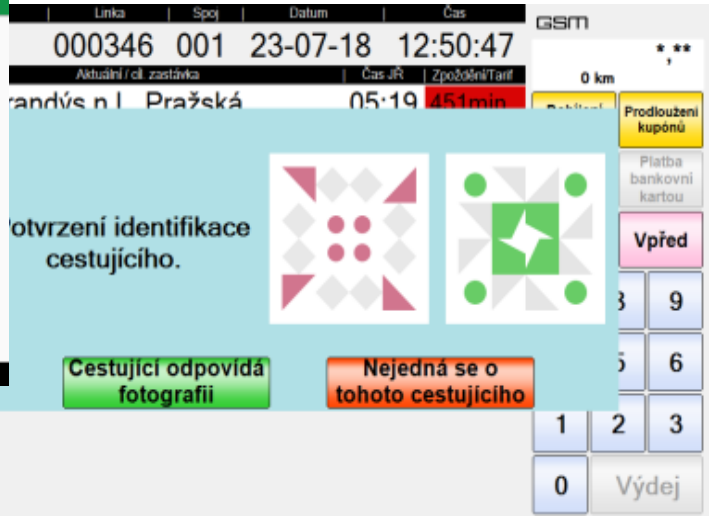 Linka | Spoj | Datum | Čas
000346 001 23-07-18 12:50:47
GSM
*,**
0 km
Aktuální / cíl. zastávka | Čas JŘ | Zpoždění/Tarif
n.L. Pražská 05:19 451min
Prodloužení
kupónů
Platba
bankovní
kartou
Potvrzení identifikace
cestujícího.
Vpřed
9
6
Cestující odpovídá
fotografii
Nejedná se o
tohoto cestujícího
1 2 3
0 Výdej